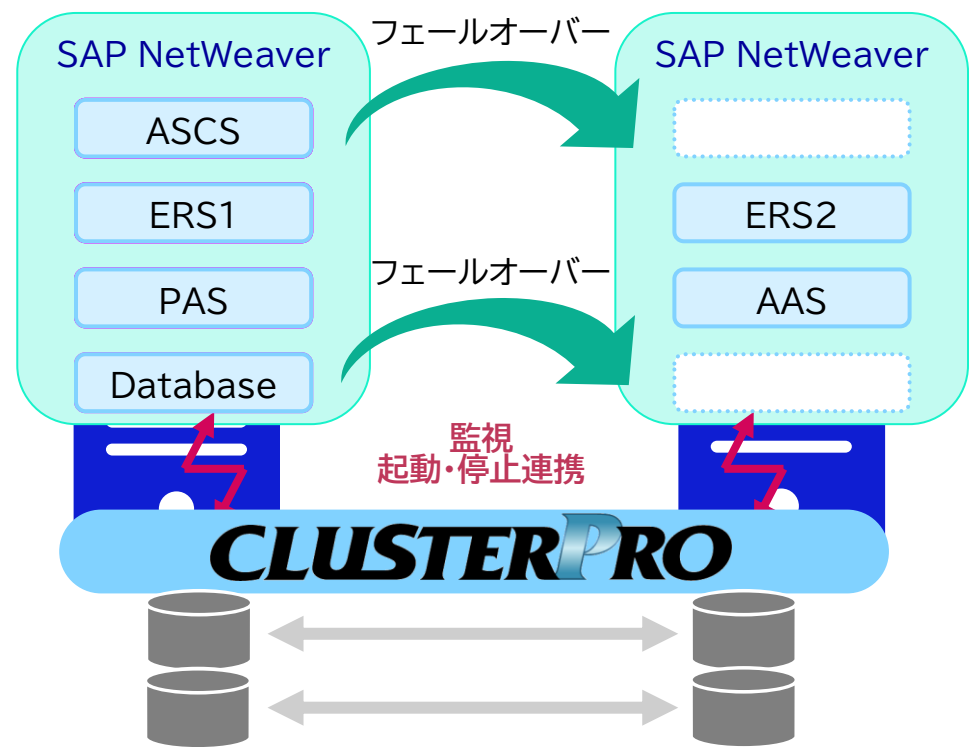 フェールオーバー
SAP NetWeaver
SAP NetWeaver
ASCS
ERS1
ERS2
フェールオーバー
PAS
AAS
Database
監視
起動・停止連携
CLUSTERPRO